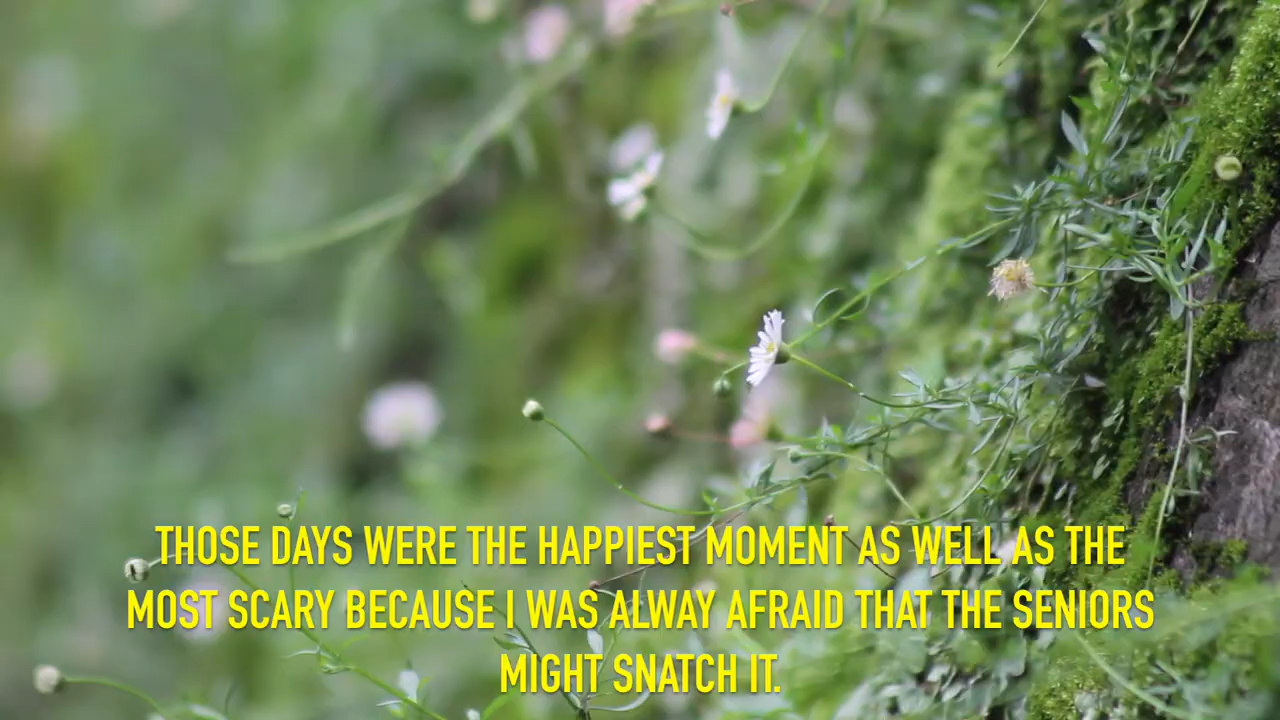 THOSE DAYS WERE THE HAPPIEST MOMENT AS WELL AS THE
MOST SCARY BECAUSE I WAS ALWAY AFRAID THAT THE SENIORS
MIGHT SNATCH IT.